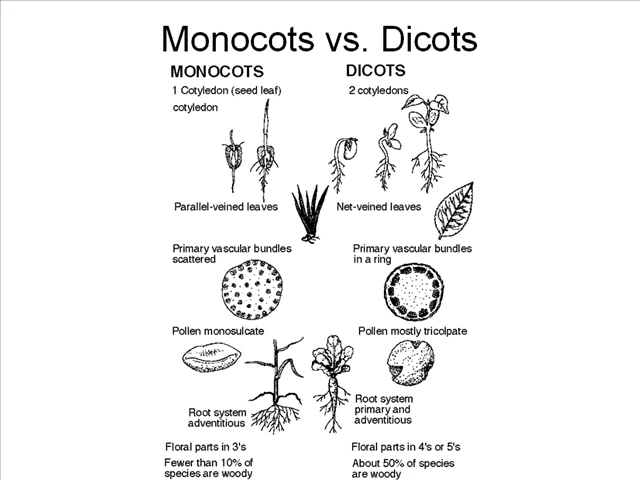 Monocots vs. Dicots
MONOCOTS
DICOTS
1 Cotyledon (seed leaf)
2 cotyledons
cotyledon
Parallel-veined leaves
Net-veined leaves
Primary vascular bundles
scattered
Primary vascular bundles
in a ring
Pollen monosulcate
Pollen mostly tricolpate
Root system
adventitious
Root system
primary and
adventitious
Floral parts in 3's
Floral parts in 4's or 5's
Fewer than 10% of
species are woody
About 50% of species
are woody